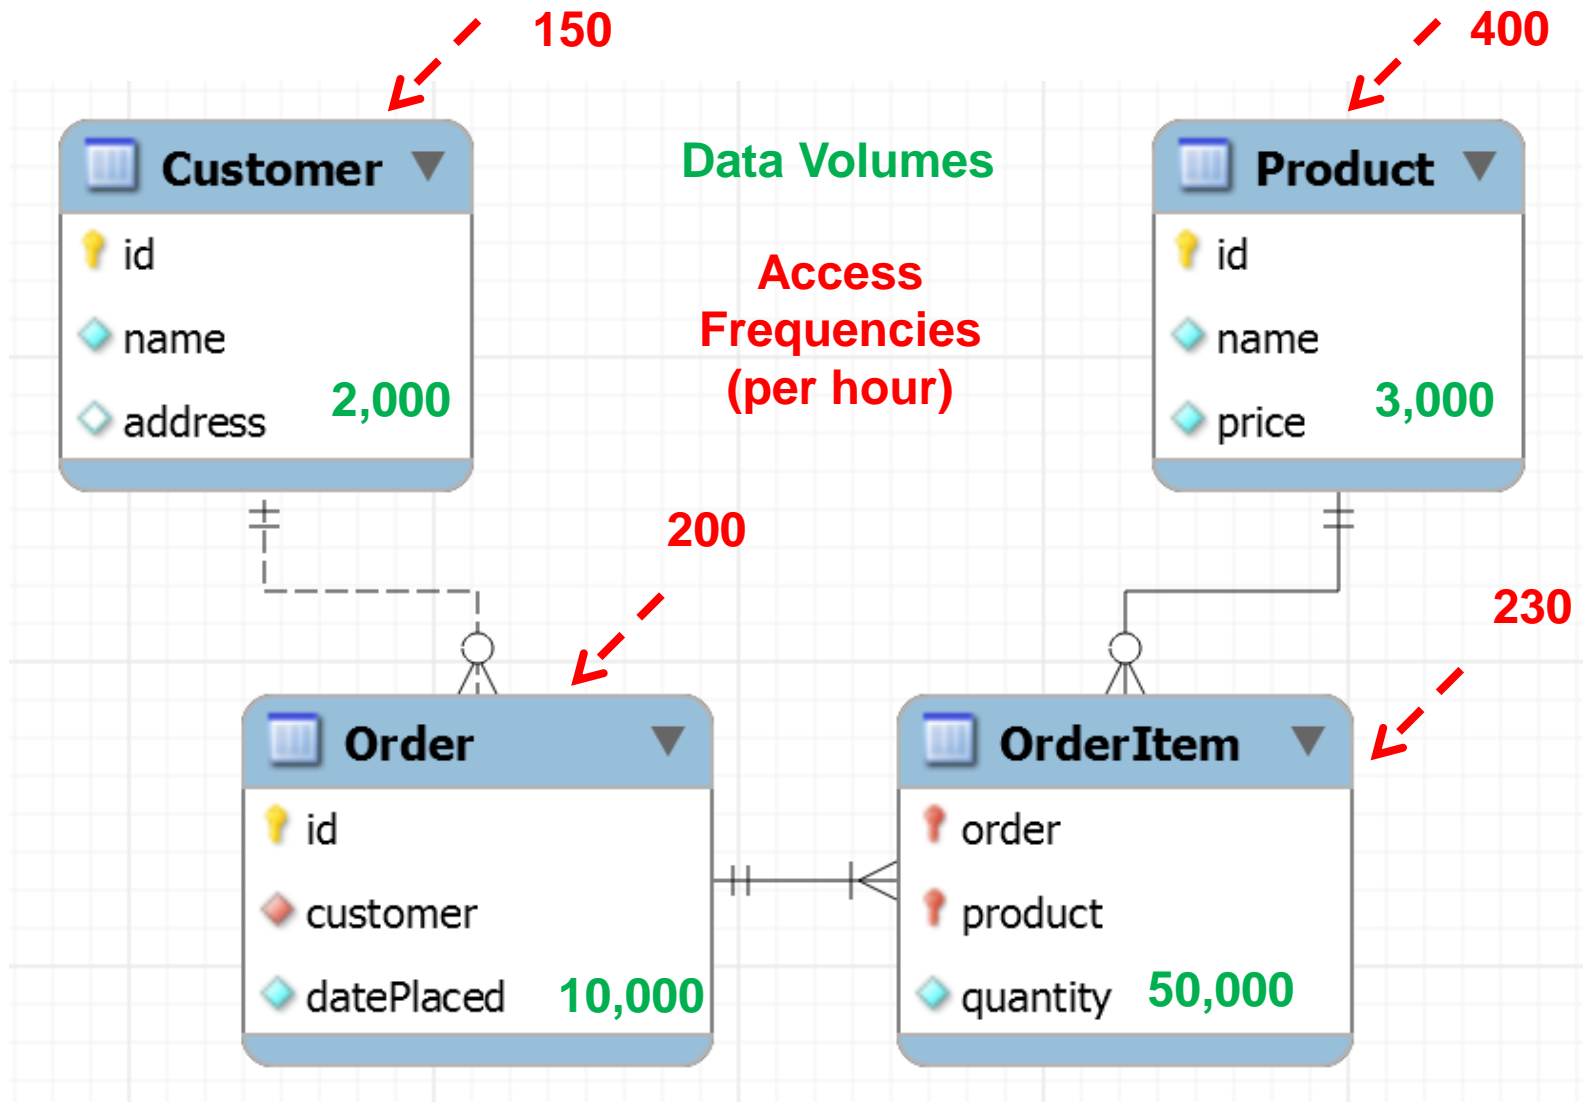 150
400
Customer
id
name
address
2,000
Data Volumes
Access
Frequencies
(per hour)
Product
id
name
price
3,000
200
230
Order
id
customer
datePlaced
10,000
OrderItem
order
product
quantity
50,000